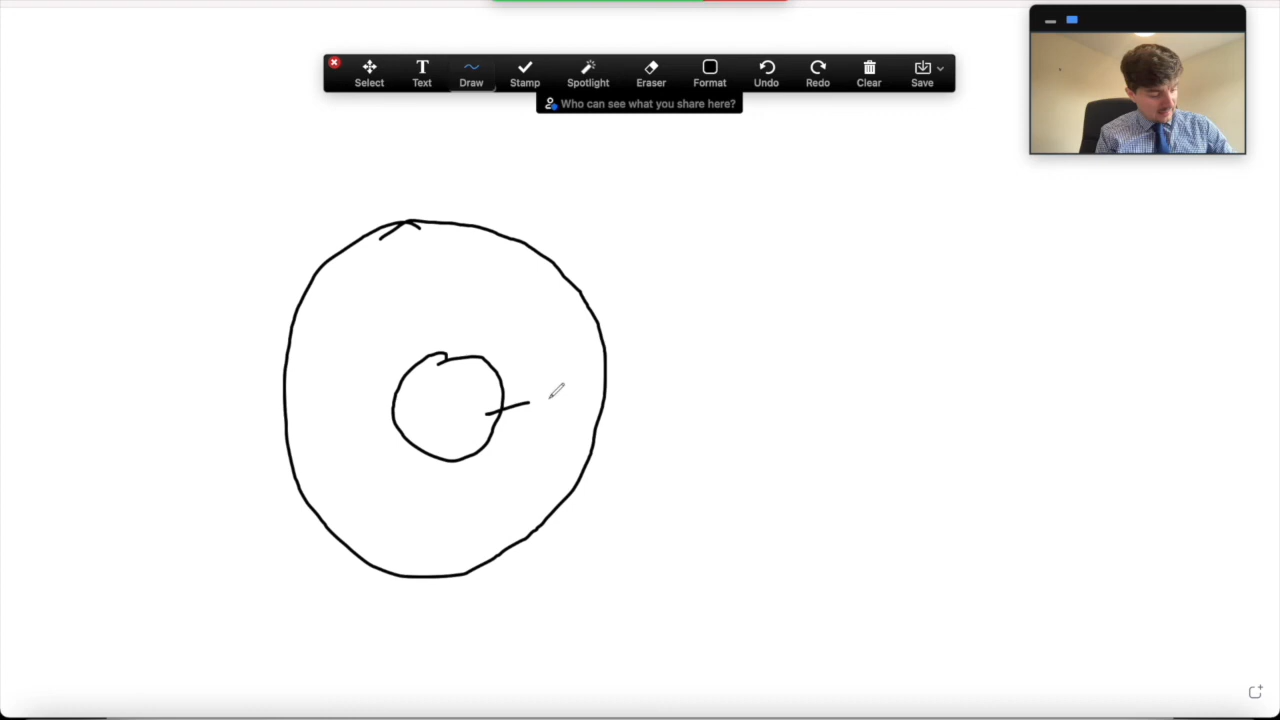 Select Text Draw Stamp Spotlight Eraser Format Undo Redo Clear Save
Who can see what you share here?